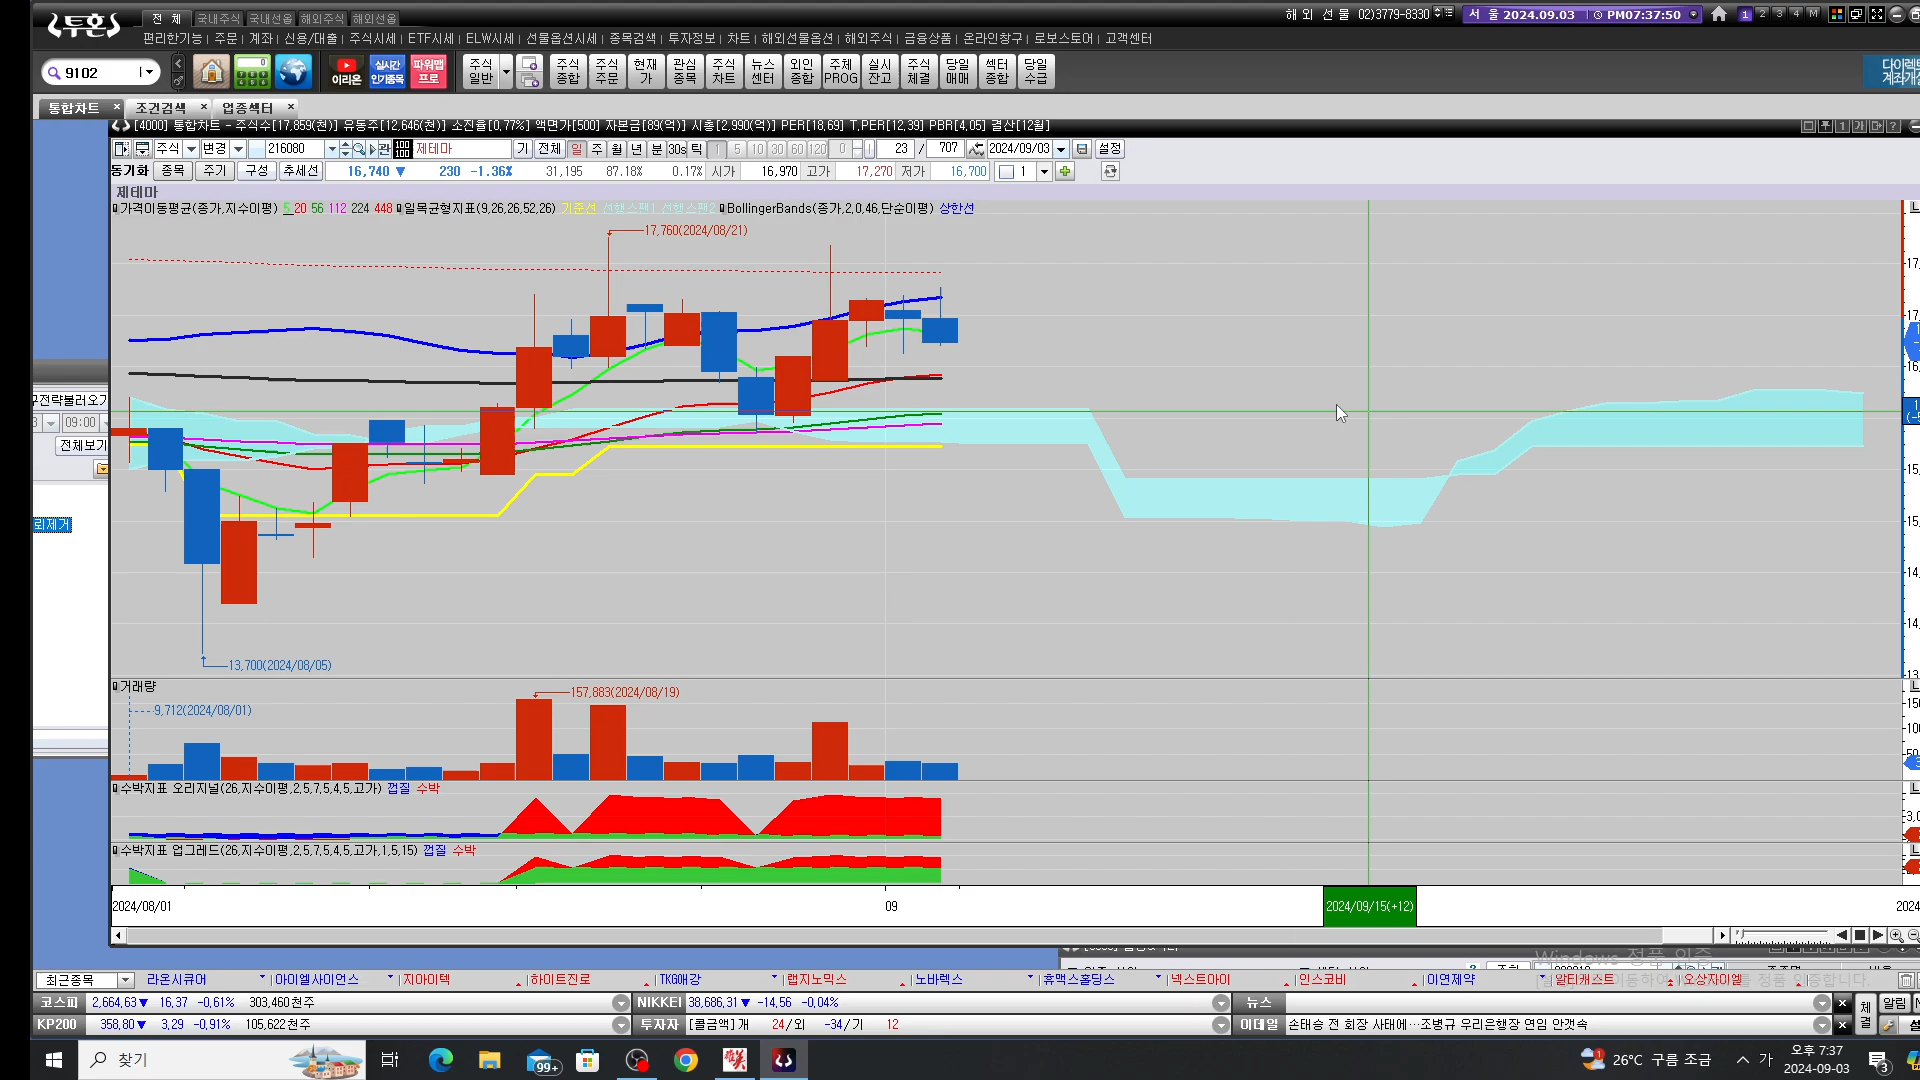 투혼
전 체 국내주식 국내선옵 해외주식 해외선옵
해 외 선 물 02)3779-8330 서 울 2024.09.03 PM07:37:50 1 2 3 4 M
편리한기능 주문 계좌 신용/대출 주식시세 ETF시세 ELW시세 선물옵션시세 종목검색 투자정보 차트 해외선물옵션 해외주식 금융상품 온라인창구 로보스토어 고객센터
9102 이리온 실시간 인기종목 파워맵 프로 주식 일반 주식 종합 주식 주문 현재가 관심 종목 주식 차트 뉴스 센터 외인 종합 주체 PROG 실시 잔고 주식 체결 당일 매매 섹터 종합 당일 수급
통합차트 × 조건검색 × 업종섹터 ×
[4000] 통합차트 - 주식수[17,859(천)] 유동주[12,646(천)] 소진율[0,77%] 액면가[500] 자본금[89(억)] 시총[2,990(억)] PER[18,69] T,PER[12,39] PBR[4,05] 결산[12월]
주식 변경 216080 관 100 100 제테마 기 전체 일 주 월 년 분 30s 틱 1 5 10 30 60 120 0 23 / 707 2024/09/03 설정
동기화 종목 주기 구성 추세선 16,740 ▼ 230 -1.36% 31,195 87.18% 0.17% 시가 16,970 고가 17,270 저가 16,700 1
제테마
가격이동평균(종가,지수이평) 5 20 56 112 224 448 일목균형지표(9,26,26,52,26) 기준선 선행스팬1 선행스팬2 BollingerBands(종가,2,0,46,단순이평) 상한선
17,760(2024/08/21)
09:00
전체보기
13,700(2024/08/05)
거래량
157,883(2024/08/19)
9,712(2024/08/01)
수박지표 오리지널(26,지수이평,2,5,7,5,4,5,고가) 껍질 수박
수박지표 업그레드(26,지수이평,2,5,7,5,4,5,고가,1,5,15) 껍질 수박
2024/08/01 09 2024/09/15(+12)
최근종목 라온시큐어 아이엘사이언스 지아이텍 하이트진로 TKG애강 랩지노믹스 노바렉스 휴맥스홀딩스 넥스트아이 인스코비 이연제약 알티캐스트 오상자이엘
코스피 2,664,63▼ 16,37 -0,61% 303,460천주 NIKKEI 38,686,31▼ -14,56 -0,04% 뉴스 체결 알림
KP200 358,80▼ 3,29 -0,91% 105,622천주 투자자 [콜금액]개 24/외 -34/기 12 이데일 손태승 전 회장 사태에…조병규 우리은행장 연임 안갯속
찾기 99+ 26°C 구름 조금 가 오후 7:37
2024-09-03 3